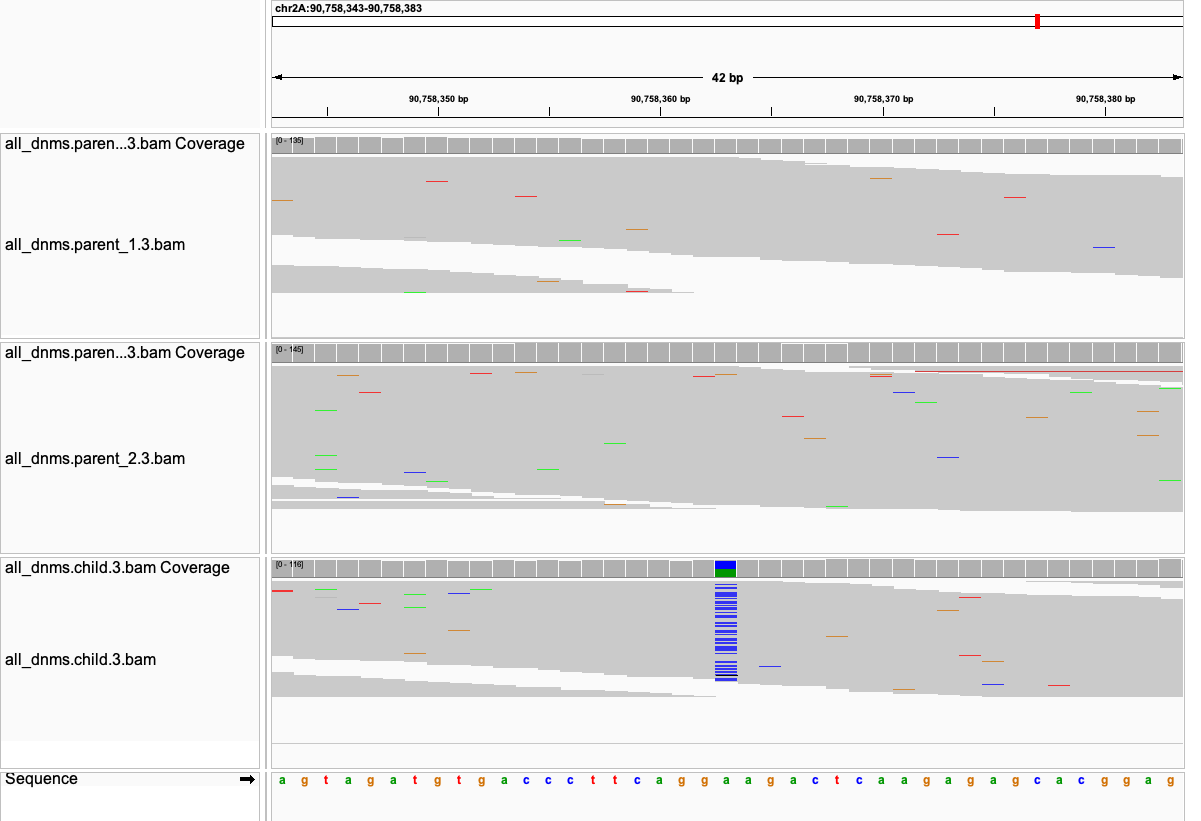 chr2A:90,758,343-90,758,383
42 bp
90,758,350 bp 90,758,360 bp 90,758,370 bp 90,758,380 bp
all_dnms.paren...3.bam Coverage
[0 - 135]
all_dnms.parent_1.3.bam
all_dnms.paren...3.bam Coverage
[0 - 145]
all_dnms.parent_2.3.bam
all_dnms.child.3.bam Coverage
[0 - 116]
all_dnms.child.3.bam
Sequence
a g t a g a t g t g a c c c t t c a g g a a g a c t c a a g a g a g c a c g g a g